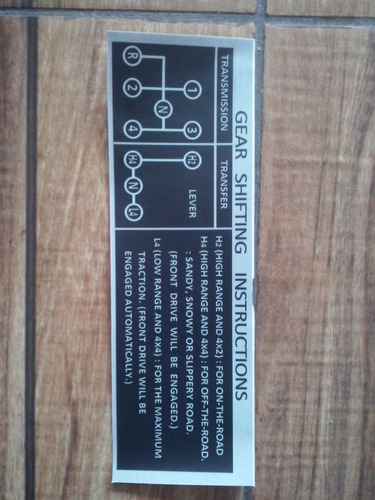 GEAR SHIFTING INSTRUCTIONS
TRANSMISSION
1 3
N
R 2 4
TRANSFER
H2 LEVER
H4 N L4
H2 (HIGH RANGE AND 4X2) : FOR ON-THE-ROAD
H4 (HIGH RANGE AND 4X4) : FOR OFF-THE-ROAD.
: SANDY, SNOWY OR SLIPPERY ROAD.
(FRONT DRIVE WILL BE ENGAGED.)
L4 (LOW RANGE AND 4X4) : FOR THE MAXIMUM
TRACTION. (FRONT DRIVE WILL BE
ENGAGED AUTOMATICALLY.)